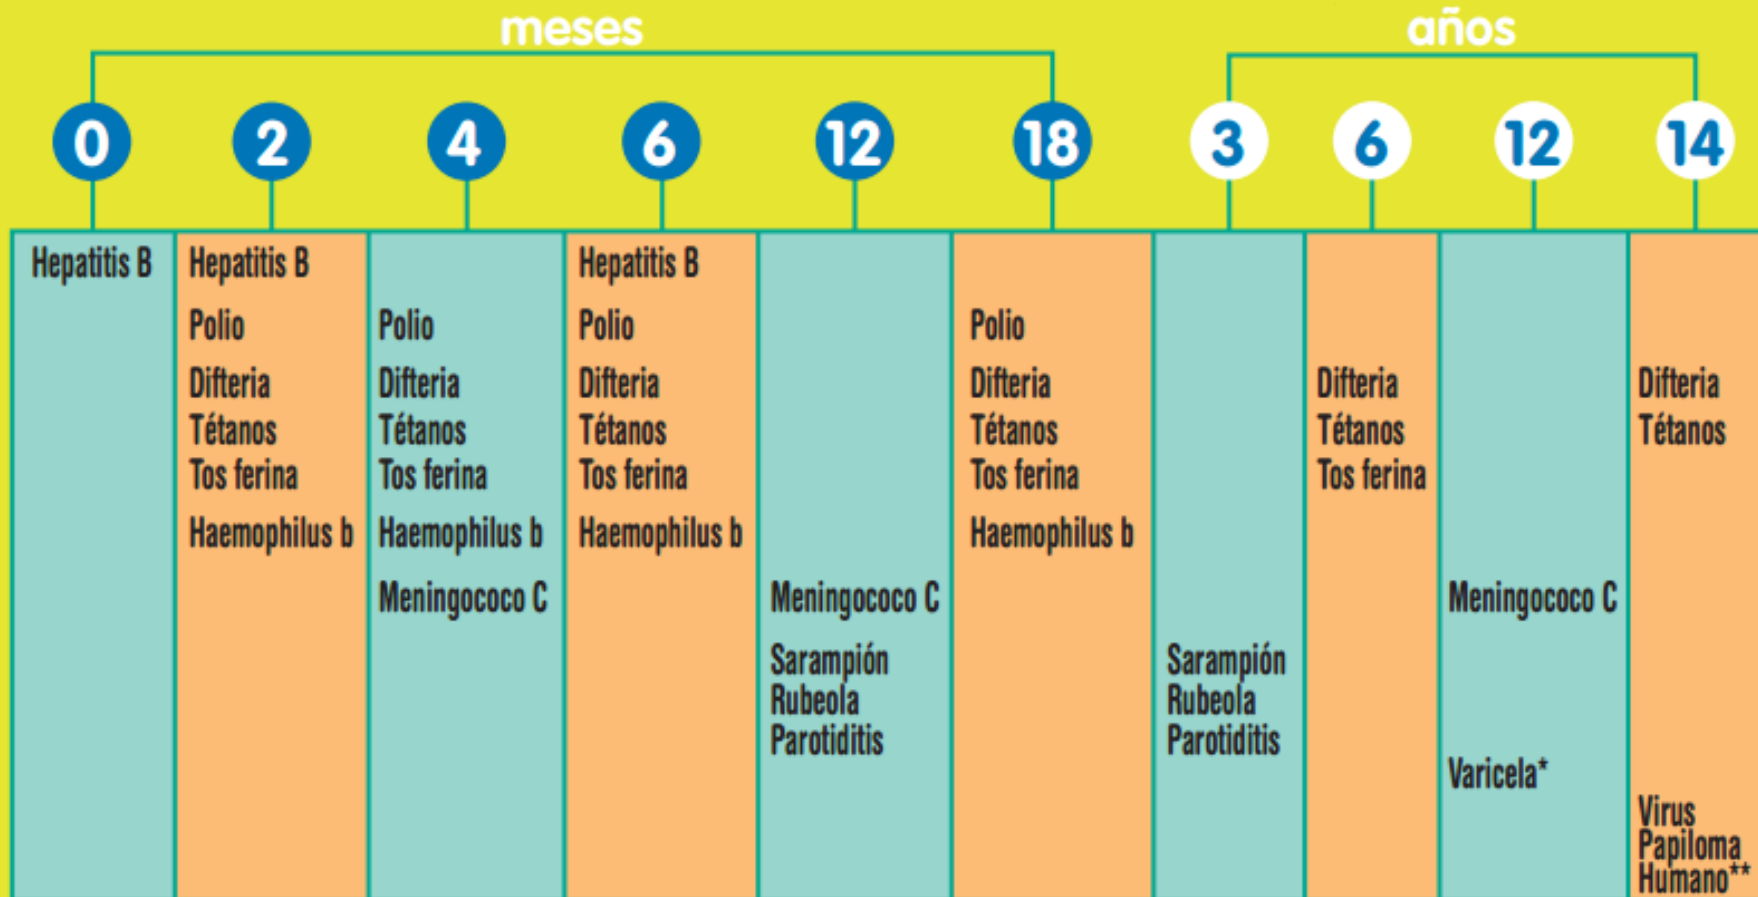 meses
años
0
2
4
6
12
18
3
6
12
14
Hepatitis B
Hepatitis B
Polio
Difteria
Tétanos
Tos ferina
Haemophilus b
Polio
Difteria
Tétanos
Tos ferina
Haemophilus b
Meningococo C
Hepatitis B
Polio
Difteria
Tétanos
Tos ferina
Haemophilus b
Meningococo C
Sarampión
Rubeola
Parotiditis
Polio
Difteria
Tétanos
Tos ferina
Haemophilus b
Sarampión
Rubeola
Parotiditis
Difteria
Tétanos
Tos ferina
Meningococo C
Varicela*
Difteria
Tétanos
Virus
Papiloma
Humano**